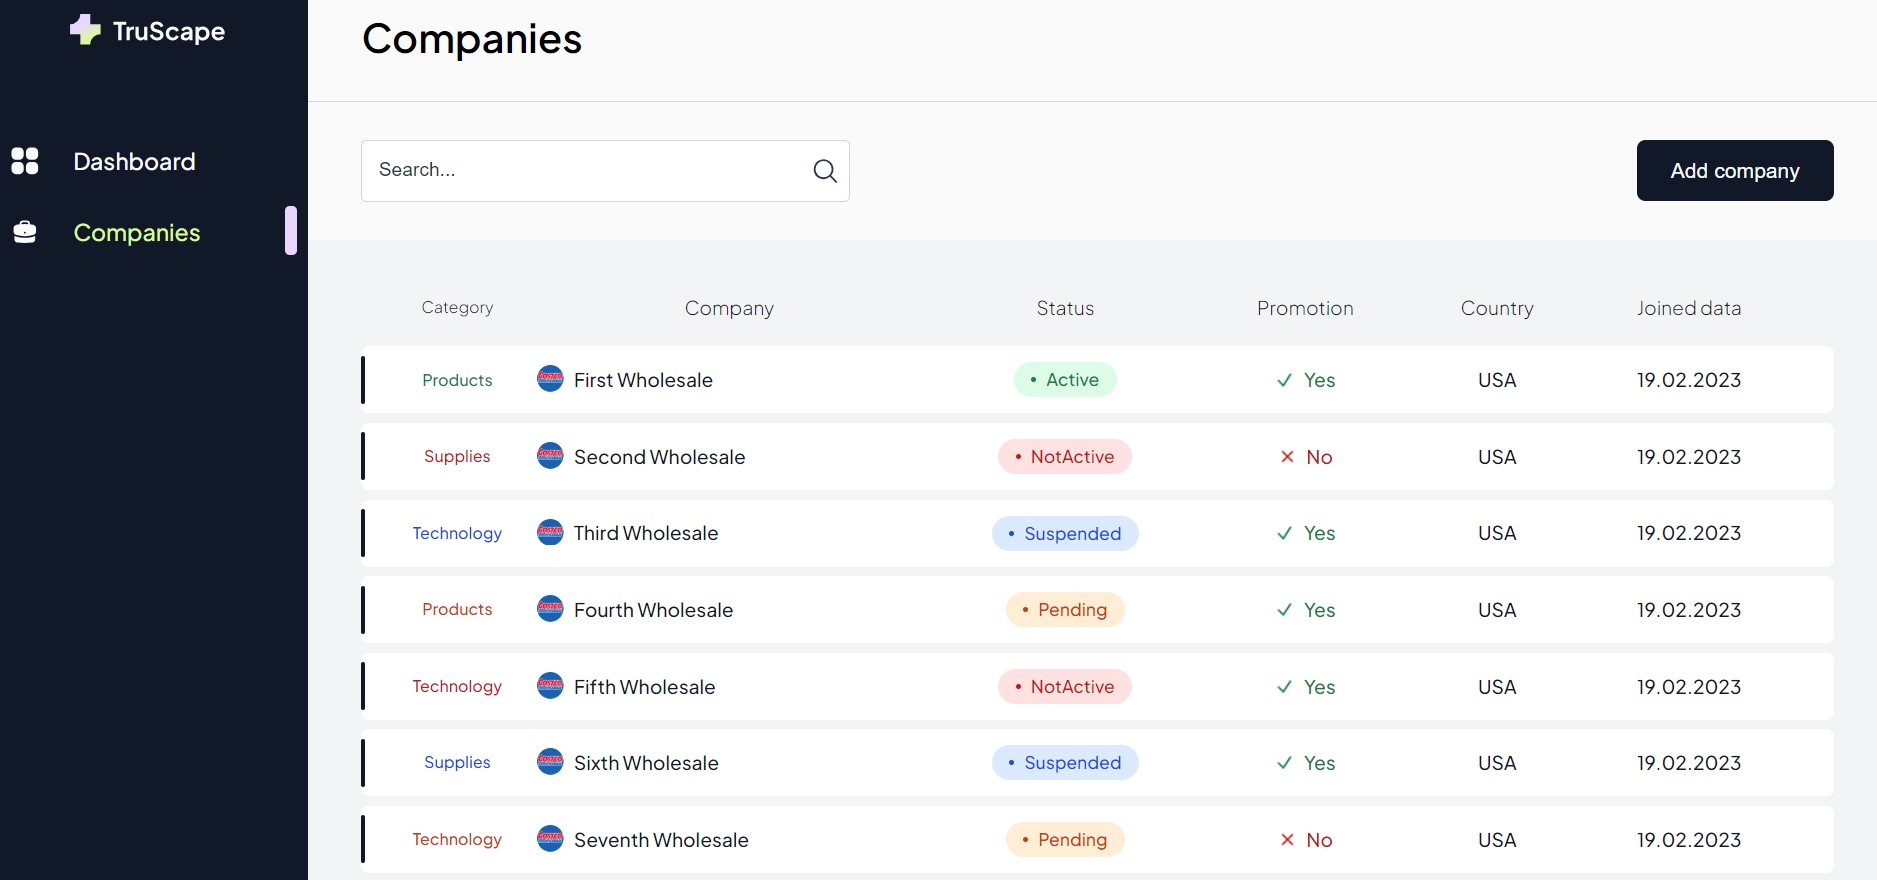 TruScape
Dashboard
Companies
Companies
Search...
Add company
Category Company Status Promotion Country Joined data
Products First Wholesale • Active Yes USA 19.02.2023
Supplies Second Wholesale • NotActive No USA 19.02.2023
Technology Third Wholesale • Suspended Yes USA 19.02.2023
Products Fourth Wholesale • Pending Yes USA 19.02.2023
Technology Fifth Wholesale • NotActive Yes USA 19.02.2023
Supplies Sixth Wholesale • Suspended Yes USA 19.02.2023
Technology Seventh Wholesale • Pending No USA 19.02.2023